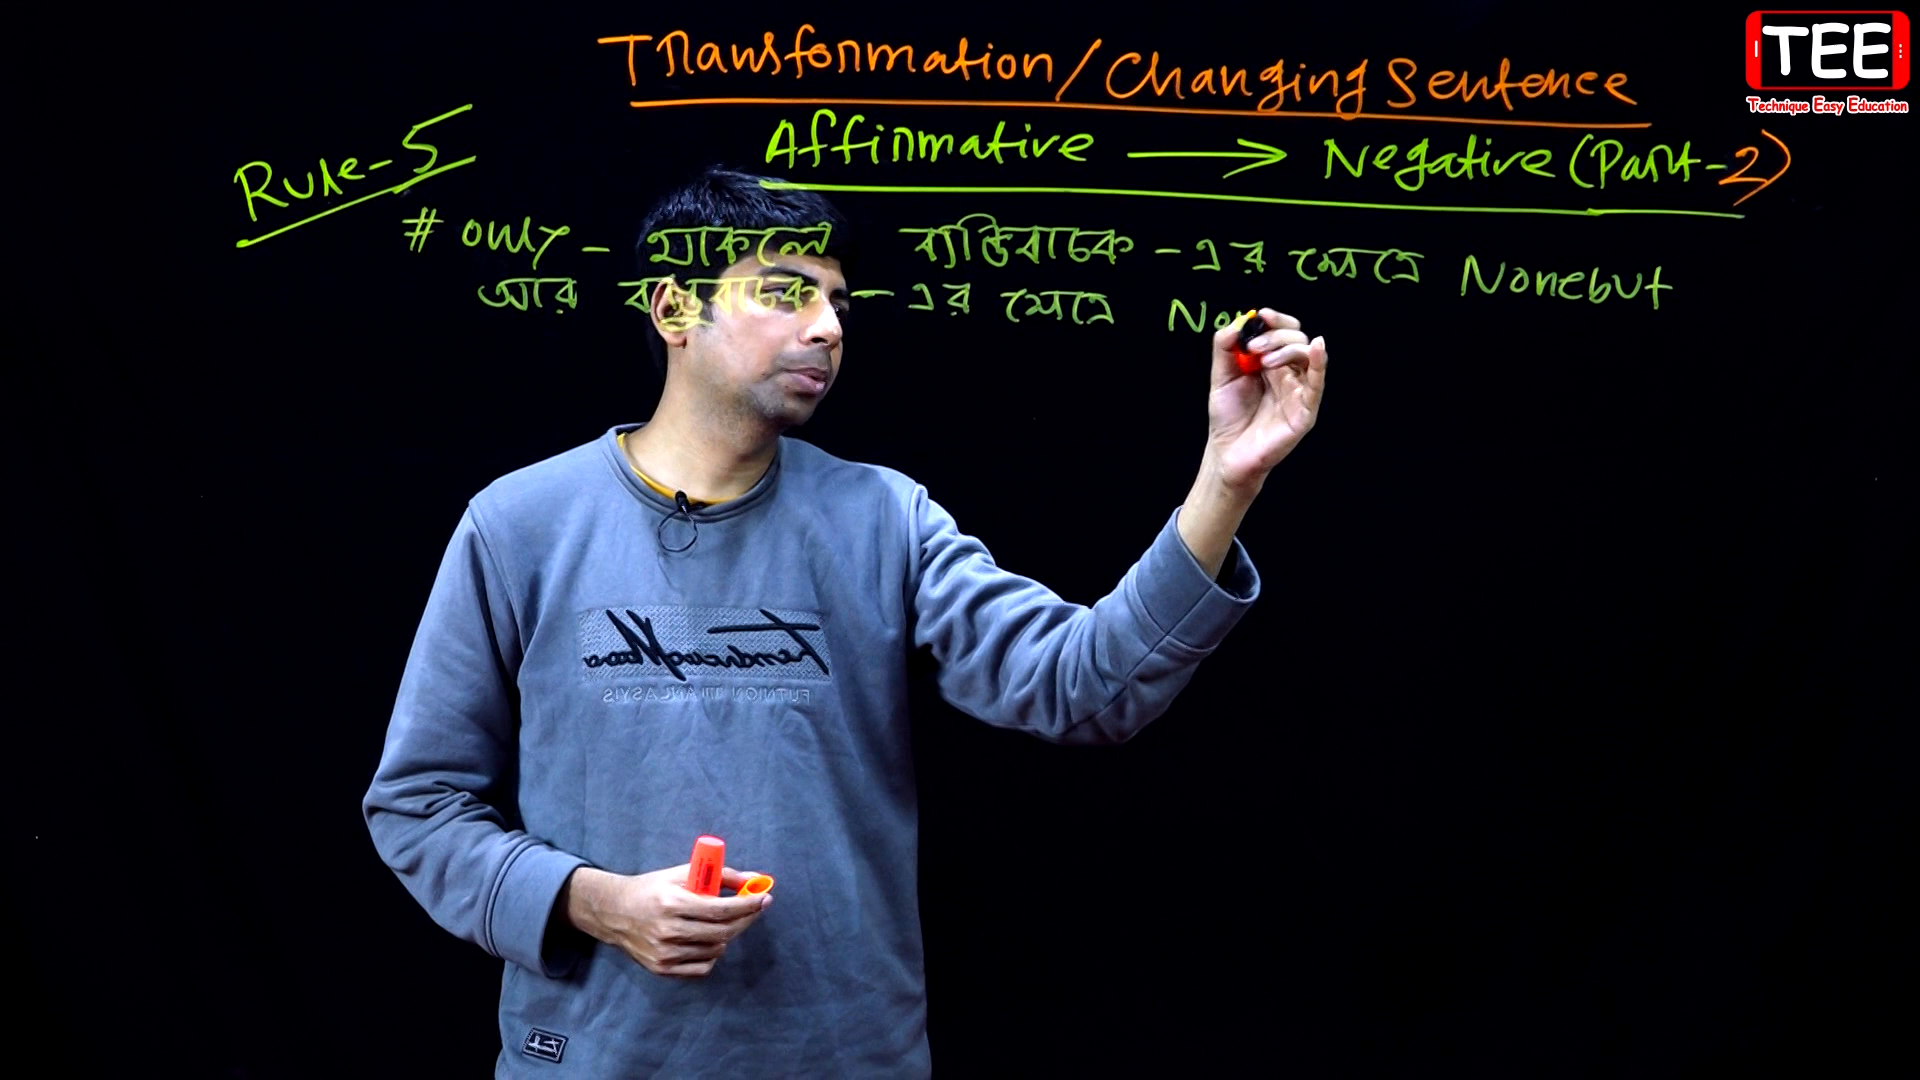 Transformation/Changing Sentence
TEE
Technique Easy Education
Affirmative → Negative (Part-2)
Rule-5
# only - থাকলে ব্যক্তিবাচক - এর ক্ষেত্রে Nonebut
আর বস্তুবাচক - এর ক্ষেত্রে No